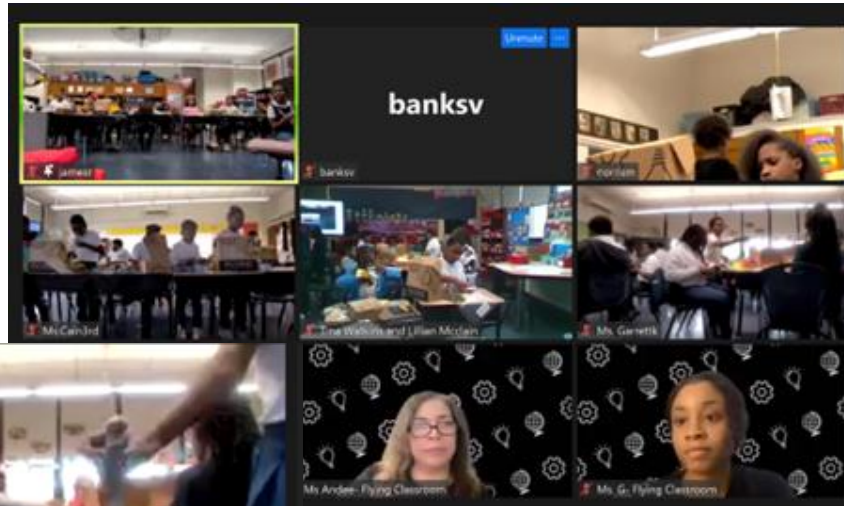 Unmute
banksv
jamesr
banksv
Ms.Cain3rd
Tina Watkins and Lillian Mcclain
Ms. Garrettk
Ms Andee- Flying Classroom
Ms. G- Flying Classroom